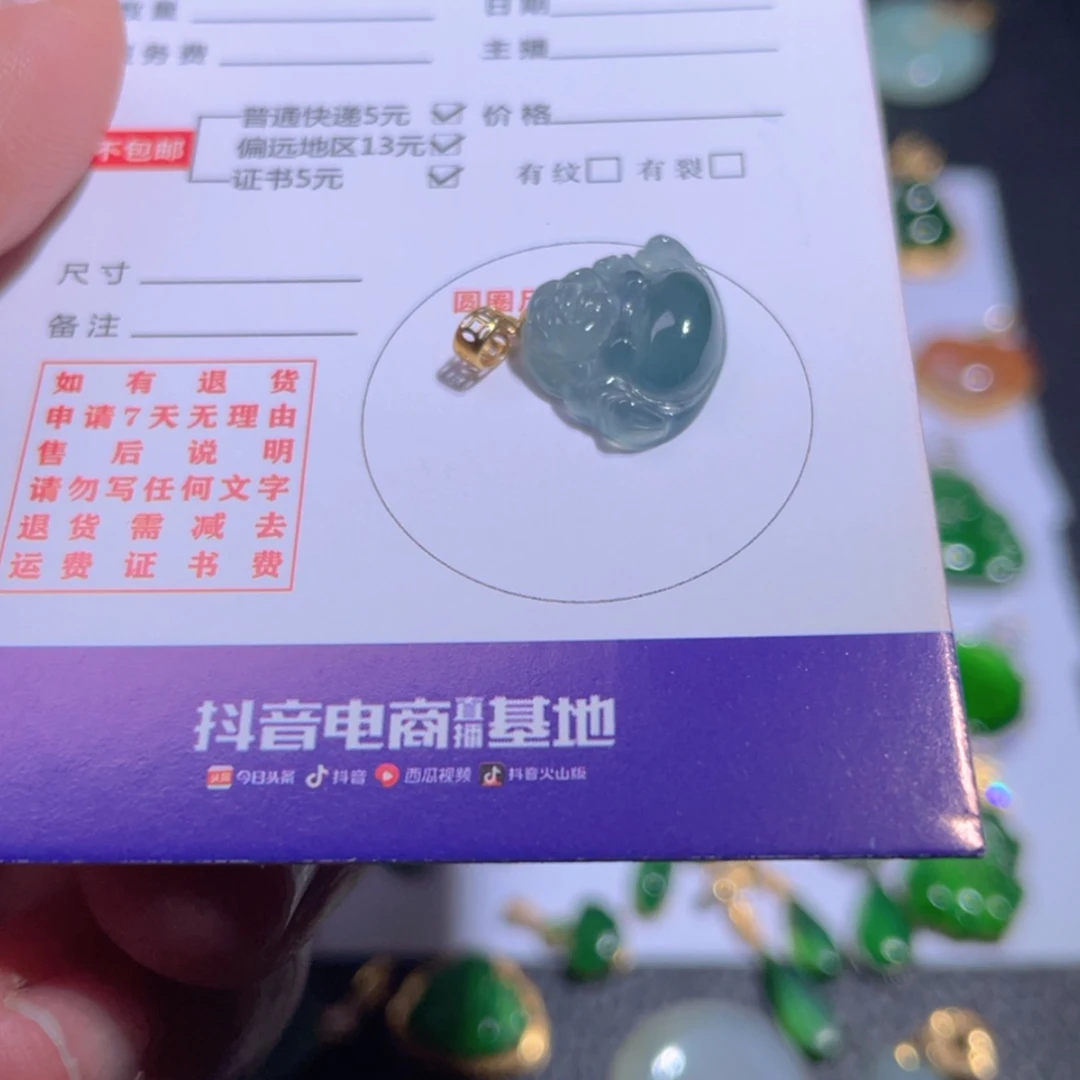 日期
务费 主播
普通快递5元 价格
不包邮 偏远地区13元
证书5元 有纹 有裂
尺寸
圆圈
备注
如有退货
申请7天无理由
售后说明
请勿写任何文字
退货需减去
运费证书费
抖音电商直播基地
头条 今日头条 抖音 西瓜视频 抖音火山版